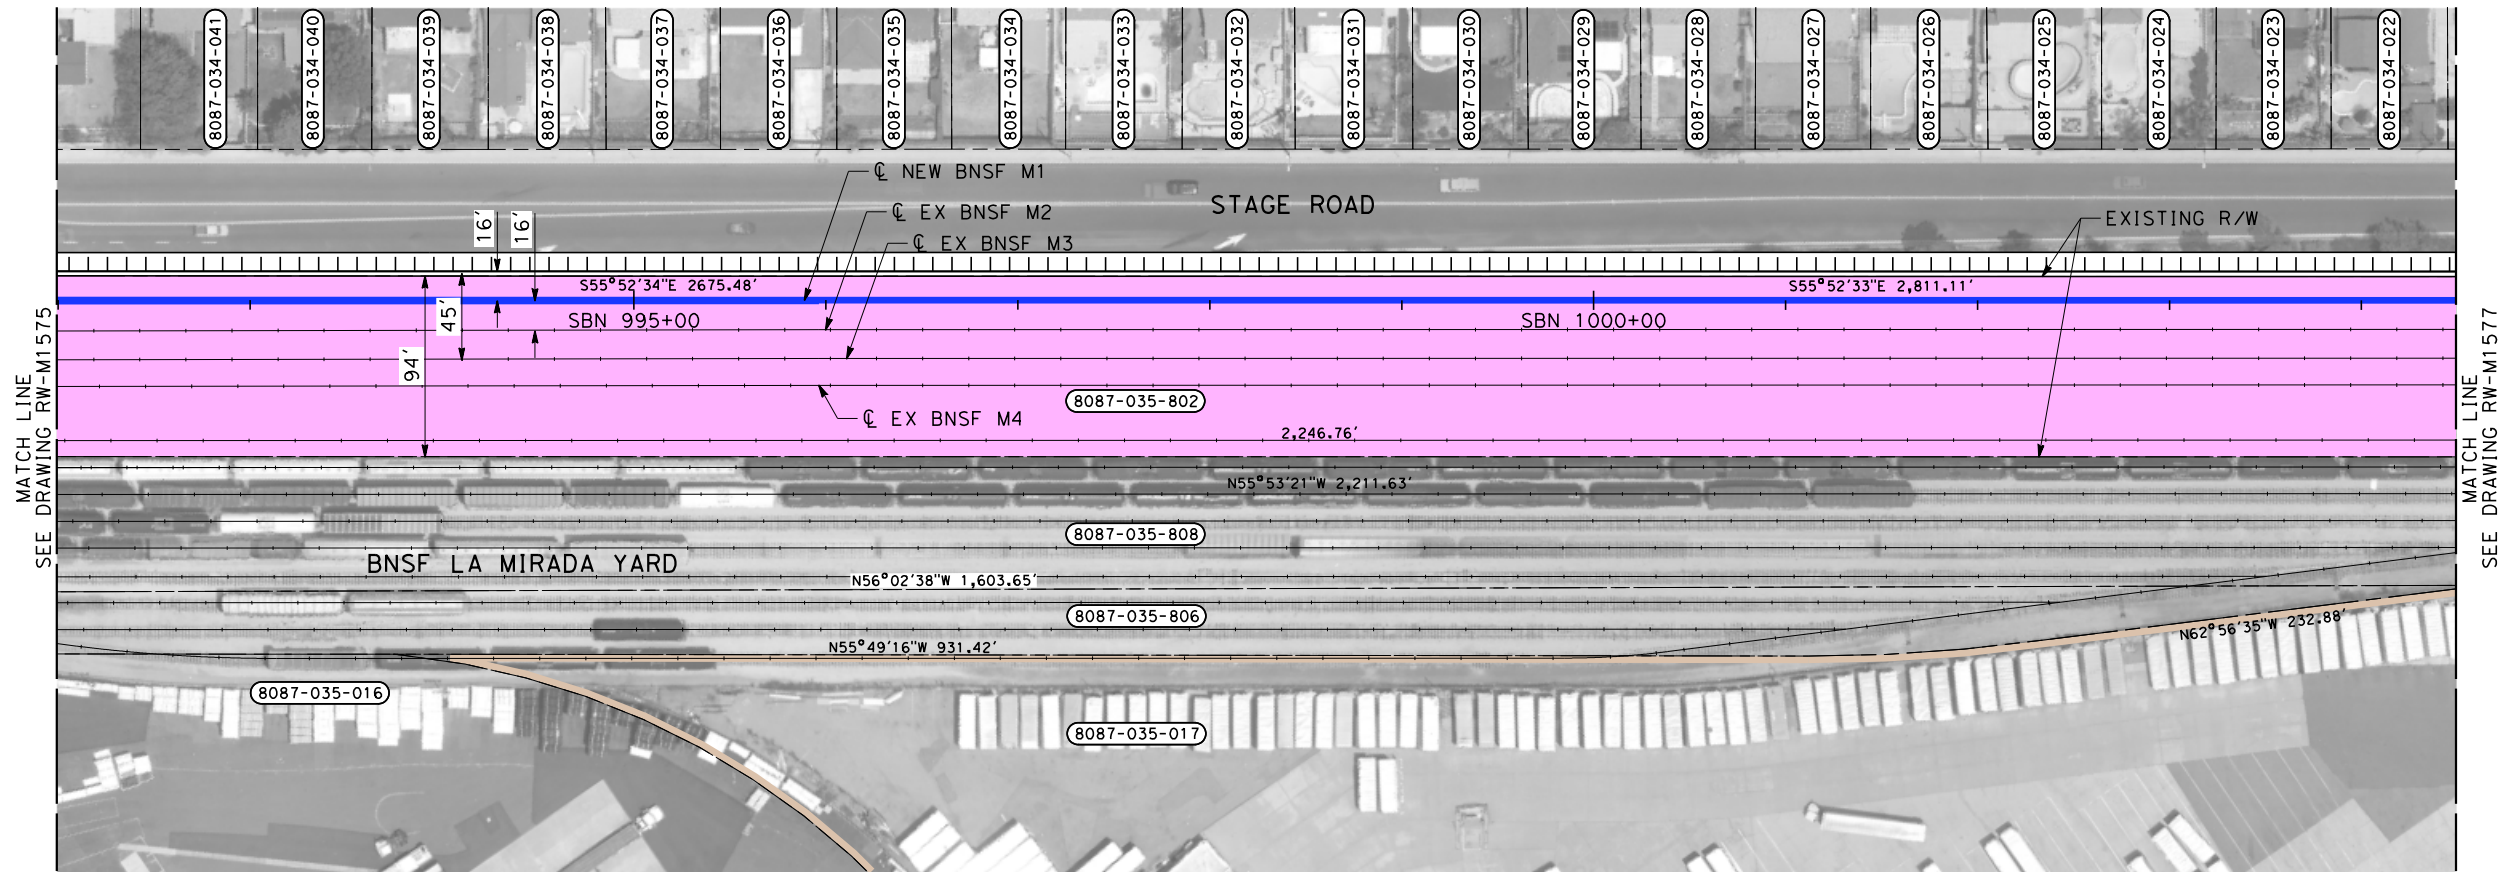 8087-034-041
8087-034-040
8087-034-039
8087-034-038
8087-034-037
8087-034-036
8087-034-035
8087-034-034
8087-034-033
8087-034-032
8087-034-031
8087-034-030
8087-034-029
8087-034-028
8087-034-027
8087-034-026
8087-034-025
8087-034-024
8087-034-023
8087-034-022
℄ NEW BNSF M1
℄ EX BNSF M2
℄ EX BNSF M3
STAGE ROAD
EXISTING R/W
16'
16'
S55°52'34"E 2675.48'
S55°52'33"E 2,811.11'
45'
94'
SBN 995+00
SBN 1000+00
8087-035-802
℄ EX BNSF M4
2,246.76'
MATCH LINE
SEE DRAWING RW-M1575
MATCH LINE
SEE DRAWING RW-M1577
N55°53'21"W 2,211.63'
8087-035-808
BNSF LA MIRADA YARD
N56°02'38"W 1,603.65'
8087-035-806
N62°56'35"W 232.88'
N55°49'16"W 931.42'
8087-035-016
8087-035-017